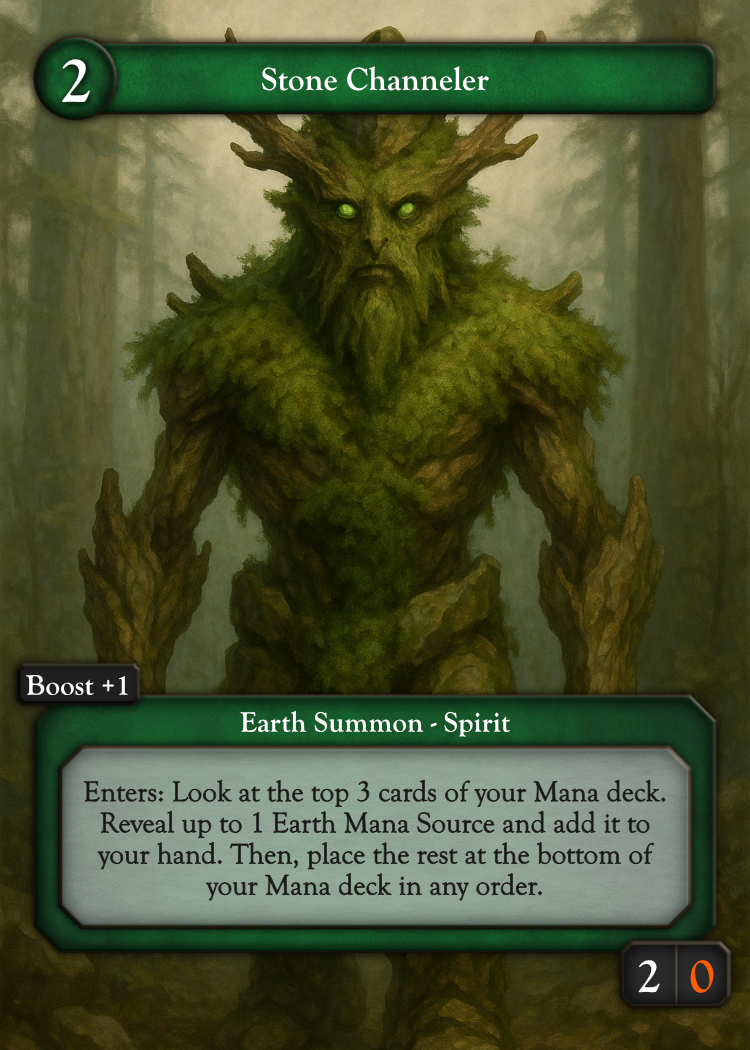 2
Stone Channeler
Boost +1
Earth Summon - Spirit
Enters: Look at the top 3 cards of your Mana deck.
Reveal up to 1 Earth Mana Source and add it to
your hand. Then, place the rest at the bottom of
your Mana deck in any order.
2 0